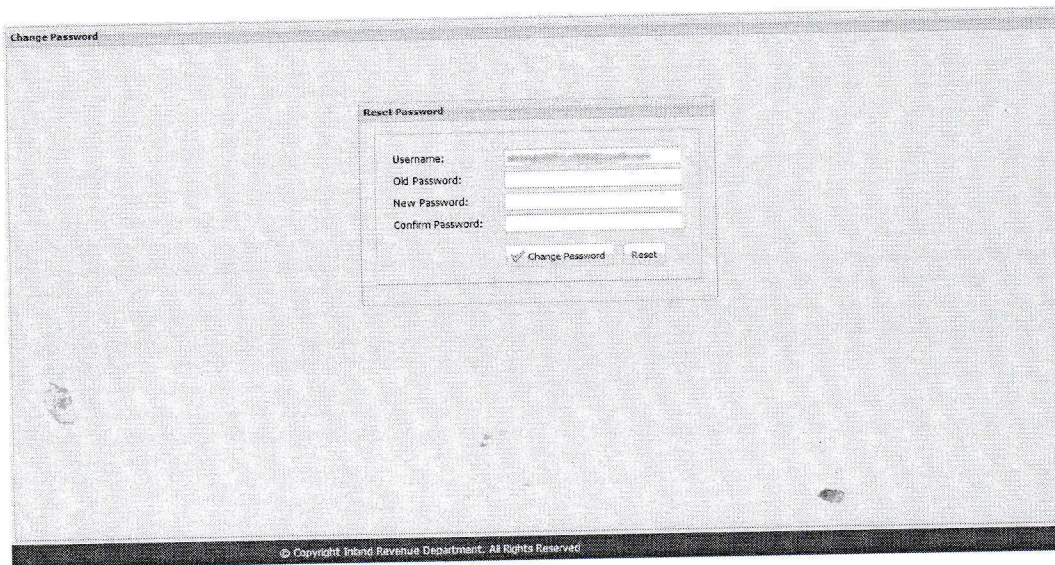 Change Password
Reset Password
Username:
Old Password:
New Password:
Confirm Password:
Change Password Reset
© Copyright Inland Revenue Department. All Rights Reserved